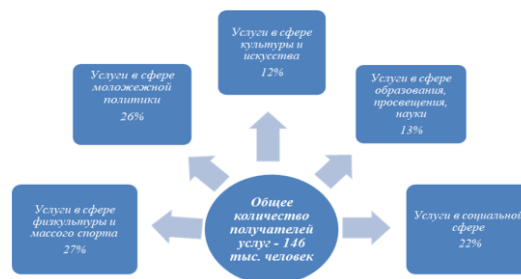 Услуги в сфере
культуры и
искусства
12%
Услуги в сфере
моложежной
политики
26%
Услуги в сфере
образования,
просвещения,
науки
13%
Услуги в сфере
физкультуры и
массого спорта
27%
Общее
количество
получателей
услуг - 146
тыс. человек
Услуги в социальной
сфере
22%